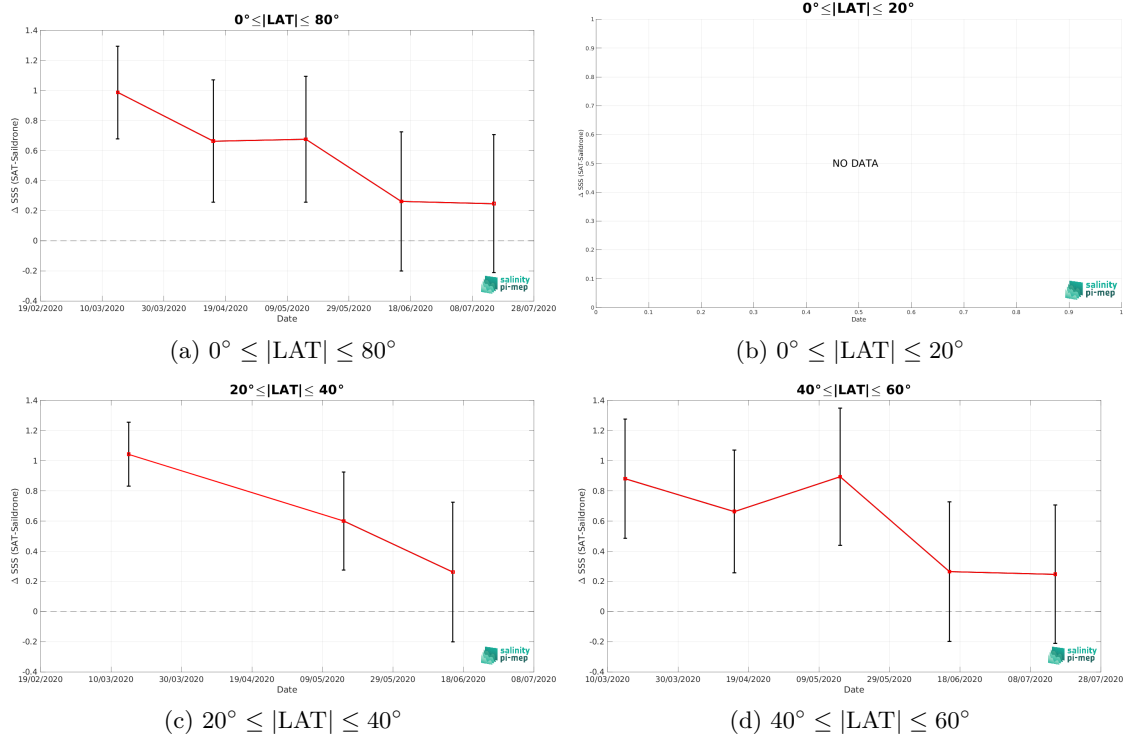 0°≤|LAT|≤ 80°
1.4
1.2
1
0.8
0.6
0.4
0.2
0
-0.2
-0.4
Δ SSS (SAT-Saildrone)
19/02/2020 10/03/2020 30/03/2020 19/04/2020 09/05/2020 29/05/2020 18/06/2020 08/07/2020 28/07/2020
Date
salinity
pi-mep
(a) 0° ≤ |LAT| ≤ 80°
0°≤|LAT|≤ 20°
1
0.9
0.8
0.7
0.6
0.5
0.4
0.3
0.2
0.1
0
Δ SSS (SAT-Saildrone)
NO DATA
0 0.1 0.2 0.3 0.4 0.5 0.6 0.7 0.8 0.9 1
Date
salinity
pi-mep
(b) 0° ≤ |LAT| ≤ 20°
20°≤|LAT|≤ 40°
1.4
1.2
1
0.8
0.6
0.4
0.2
0
-0.2
-0.4
Δ SSS (SAT-Saildrone)
19/02/2020 10/03/2020 30/03/2020 19/04/2020 09/05/2020 29/05/2020 18/06/2020 08/07/2020
Date
salinity
pi-mep
(c) 20° ≤ |LAT| ≤ 40°
40°≤|LAT|≤ 60°
1.4
1.2
1
0.8
0.6
0.4
0.2
0
-0.2
-0.4
Δ SSS (SAT-Saildrone)
10/03/2020 30/03/2020 19/04/2020 09/05/2020 29/05/2020 18/06/2020 08/07/2020 28/07/2020
Date
salinity
pi-mep
(d) 40° ≤ |LAT| ≤ 60°